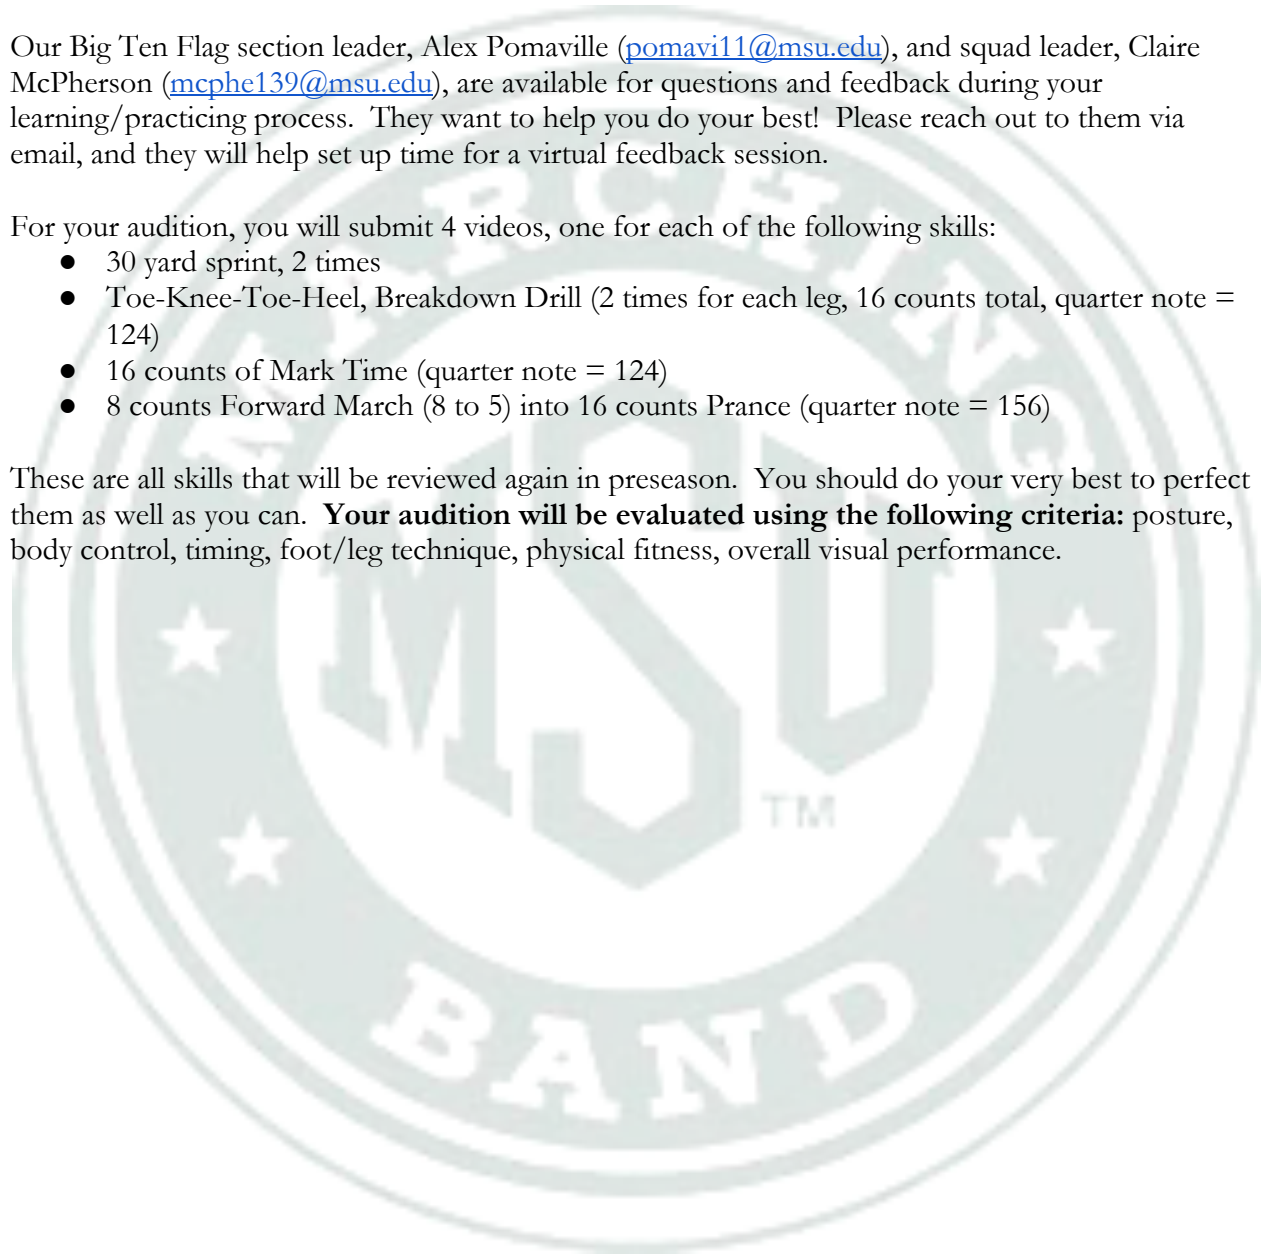 Our Big Ten Flag section leader, Alex Pomaville (pomavi11@msu.edu), and squad leader, Claire
McPherson (mcphe139@msu.edu), are available for questions and feedback during your
learning/practicing process.  They want to help you do your best!  Please reach out to them via
email, and they will help set up time for a virtual feedback session.
For your audition, you will submit 4 videos, one for each of the following skills:
● 30 yard sprint, 2 times
● Toe-Knee-Toe-Heel, Breakdown Drill (2 times for each leg, 16 counts total, quarter note =
124)
● 16 counts of Mark Time (quarter note = 124)
● 8 counts Forward March (8 to 5) into 16 counts Prance (quarter note = 156)
These are all skills that will be reviewed again in preseason.  You should do your very best to perfect
them as well as you can.  Your audition will be evaluated using the following criteria: posture,
body control, timing, foot/leg technique, physical fitness, overall visual performance.
MARCHING
MSU
TM
BAND